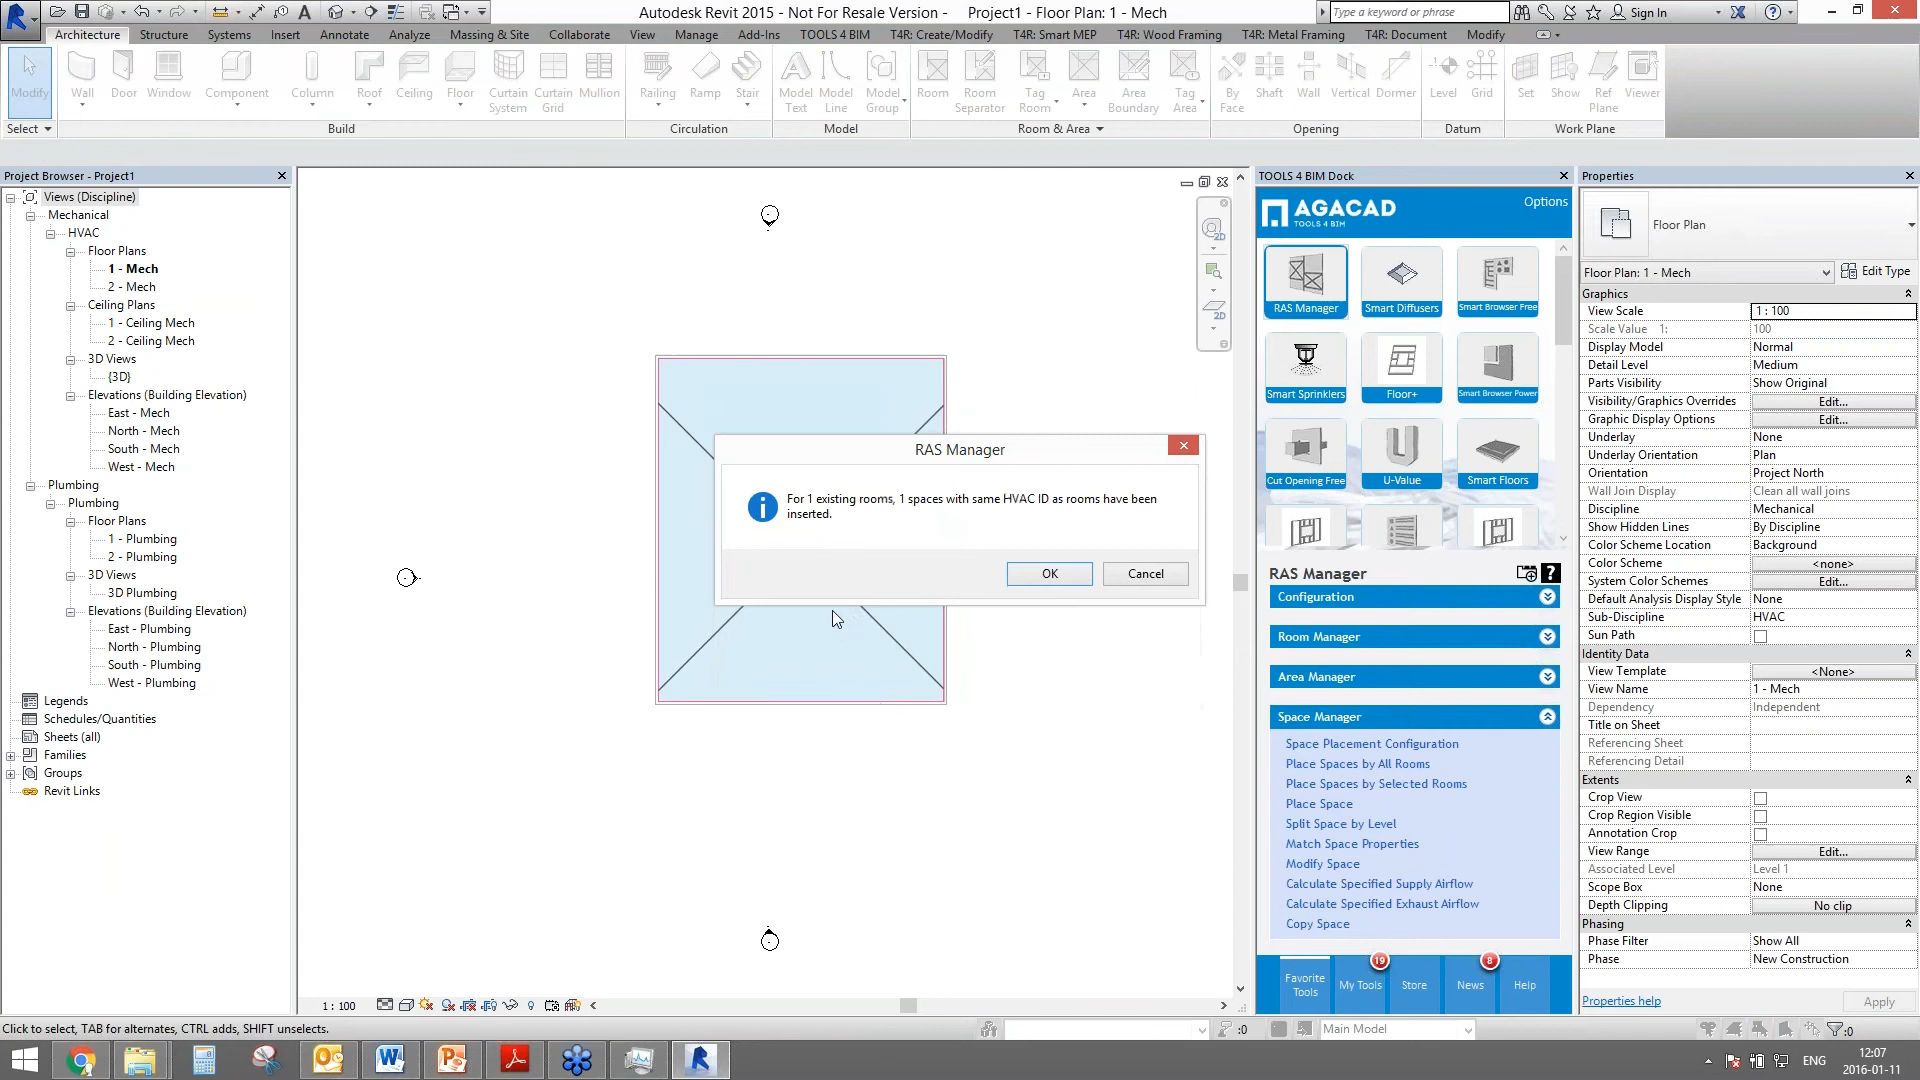 Autodesk Revit 2015 - Not For Resale Version - Project1 - Floor Plan: 1 - Mech
Type a keyword or phrase
Sign In
Architecture Structure Systems Insert Annotate Analyze Massing & Site Collaborate View Manage Add-Ins TOOLS 4 BIM T4R: Create/Modify T4R: Smart MEP T4R: Wood Framing T4R: Metal Framing T4R: Document Modify
Modify Wall Door Window Component Column Roof Ceiling Floor Curtain System Curtain Grid Mullion Railing Ramp Stair Model Text Model Line Model Group Room Room Separator Tag Room Area Area Boundary Tag Area By Face Shaft Wall Vertical Dormer Level Grid Set Show Ref Plane Viewer
Select Build Circulation Model Room & Area Opening Datum Work Plane
Project Browser - Project1
Views (Discipline)
Mechanical
HVAC
Floor Plans
1 - Mech
2 - Mech
Ceiling Plans
1 - Ceiling Mech
2 - Ceiling Mech
3D Views
{3D}
Elevations (Building Elevation)
East - Mech
North - Mech
South - Mech
West - Mech
Plumbing
Plumbing
Floor Plans
1 - Plumbing
2 - Plumbing
3D Views
3D Plumbing
Elevations (Building Elevation)
East - Plumbing
North - Plumbing
South - Plumbing
West - Plumbing
Legends
Schedules/Quantities
Sheets (all)
Families
Groups
Revit Links
2D
2D
RAS Manager
For 1 existing rooms, 1 spaces with same HVAC ID as rooms have been
inserted.
OK Cancel
1 : 100
TOOLS 4 BIM Dock
AGACAD
TOOLS 4 BIM
Options
RAS Manager Smart Diffusers Smart Browser Free
Smart Sprinklers Floor+ Smart Browser Power
Cut Opening Free U-Value Smart Floors
RAS Manager
?
Configuration
Room Manager
Area Manager
Space Manager
Space Placement Configuration
Place Spaces by All Rooms
Place Spaces by Selected Rooms
Place Space
Split Space by Level
Match Space Properties
Modify Space
Calculate Specified Supply Airflow
Calculate Specified Exhaust Airflow
Copy Space
19 8
Favorite Tools My Tools Store News Help
Properties
Floor Plan
Floor Plan: 1 - Mech Edit Type
Graphics
View Scale 1 : 100
Scale Value 1: 100
Display Model Normal
Detail Level Medium
Parts Visibility Show Original
Visibility/Graphics Overrides Edit...
Graphic Display Options Edit...
Underlay None
Underlay Orientation Plan
Orientation Project North
Wall Join Display Clean all wall joins
Discipline Mechanical
Show Hidden Lines By Discipline
Color Scheme Location Background
Color Scheme <none>
System Color Schemes Edit...
Default Analysis Display Style None
Sub-Discipline HVAC
Sun Path
Identity Data
View Template <None>
View Name 1 - Mech
Dependency Independent
Title on Sheet
Referencing Sheet
Referencing Detail
Extents
Crop View
Crop Region Visible
Annotation Crop
View Range Edit...
Associated Level Level 1
Scope Box None
Depth Clipping No clip
Phasing
Phase Filter Show All
Phase New Construction
Properties help Apply
Click to select, TAB for alternates, CTRL adds, SHIFT unselects.
:0 Main Model :0
ENG
12:07
2016-01-11